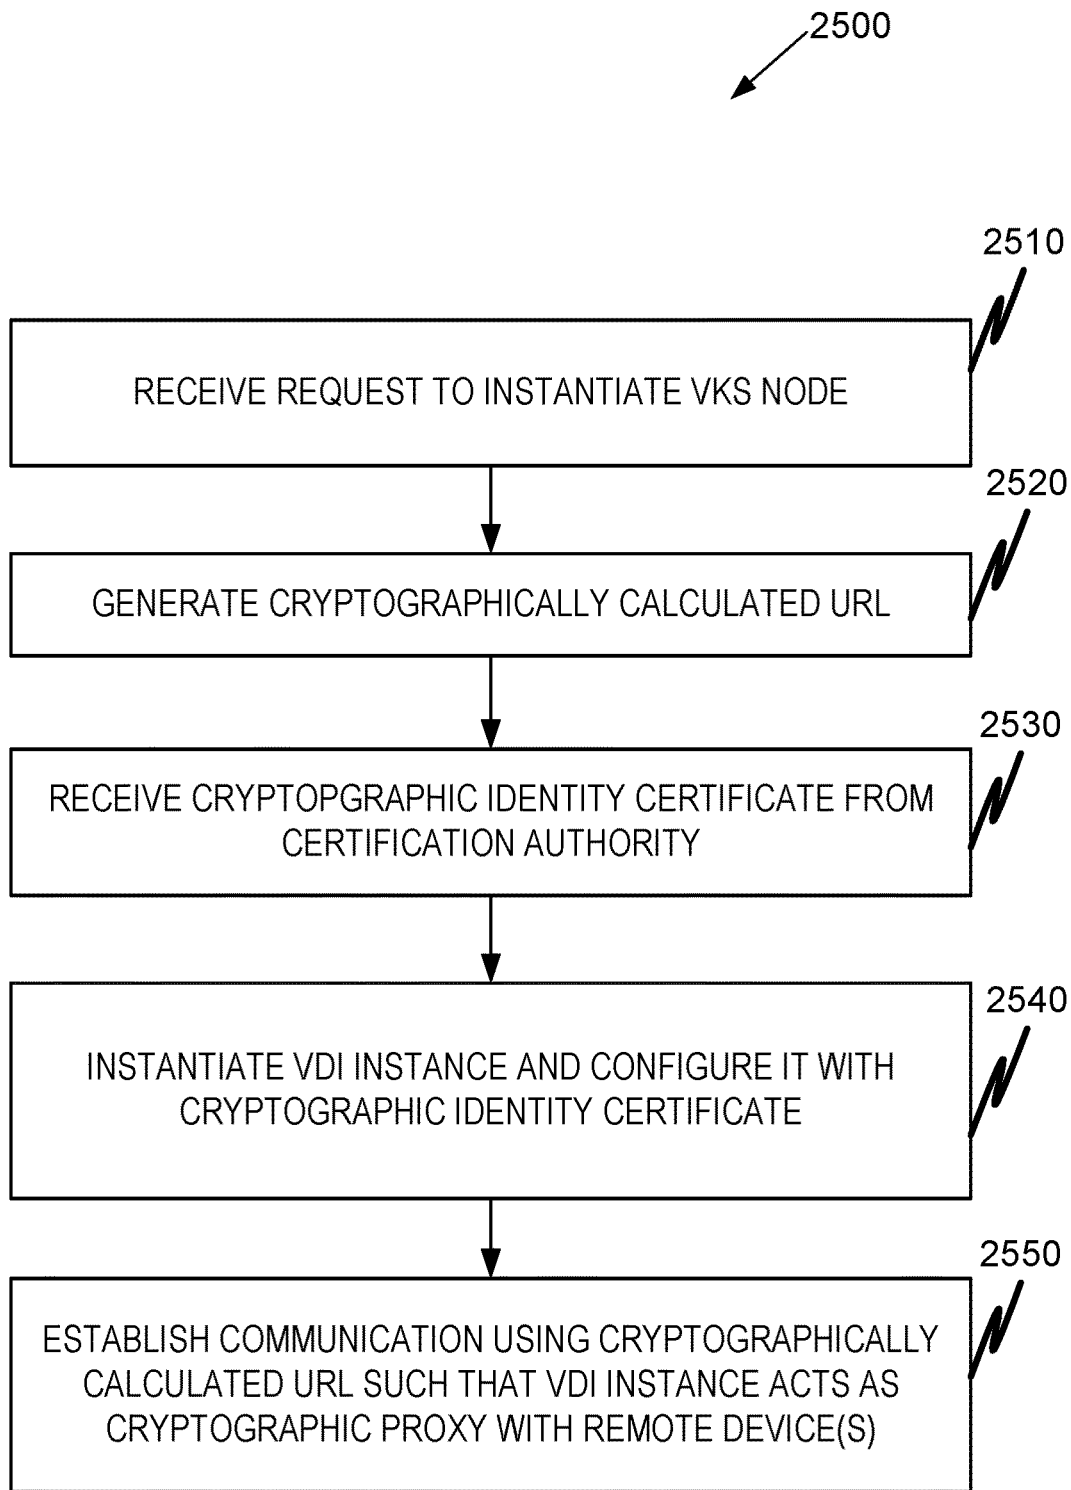 2500
2510
RECEIVE REQUEST TO INSTANTIATE VKS NODE
2520
GENERATE CRYPTOGRAPHICALLY CALCULATED URL
2530
RECEIVE CRYPTOPGRAPHIC IDENTITY CERTIFICATE FROM
CERTIFICATION AUTHORITY
2540
INSTANTIATE VDI INSTANCE AND CONFIGURE IT WITH
CRYPTOGRAPHIC IDENTITY CERTIFICATE
2550
ESTABLISH COMMUNICATION USING CRYPTOGRAPHICALLY
CALCULATED URL SUCH THAT VDI INSTANCE ACTS AS
CRYPTOGRAPHIC PROXY WITH REMOTE DEVICE(S)